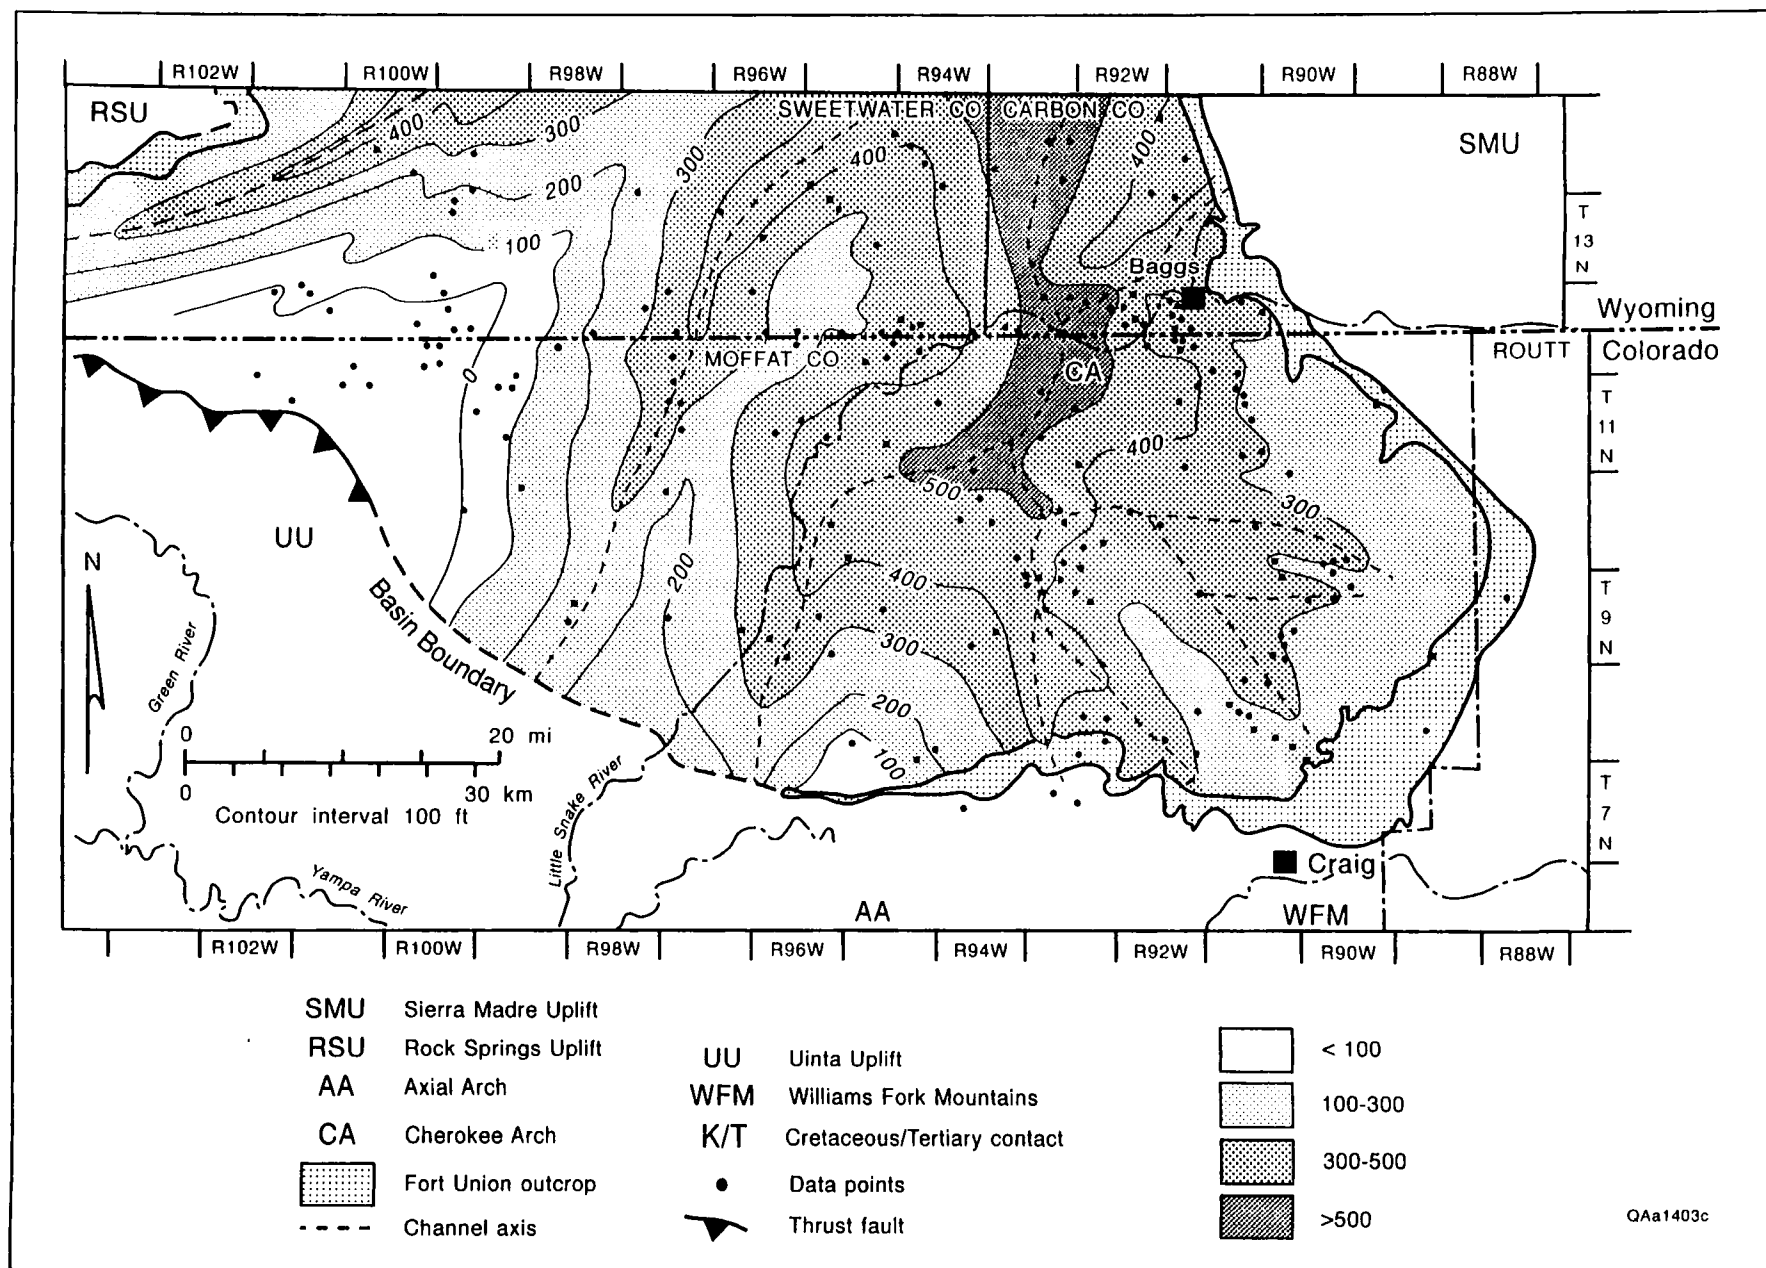 R102W R100W R98W R96W R94W R92W R90W R88W
RSU
SWEETWATER CO CARBON CO
SMU
400
300
300
400
400
200
100
T
13
N
Baggs
Wyoming
MOFFAT CO
ROUTT
Colorado
CA
0
T
11
N
400
500
300
UU
N
200
400
T
9
N
Basin Boundary
Green River
300
200
100
0 20 mi
0 30 km
Contour interval 100 ft
Little Snake River
T
7
N
Craig
Yampa River
AA
WFM
R102W R100W R98W R96W R94W R92W R90W R88W
SMU Sierra Madre Uplift
RSU Rock Springs Uplift
AA Axial Arch
CA Cherokee Arch
Fort Union outcrop
Channel axis
UU Uinta Uplift
WFM Williams Fork Mountains
K/T Cretaceous/Tertiary contact
Data points
Thrust fault
< 100
100-300
300-500
>500
QAa1403c